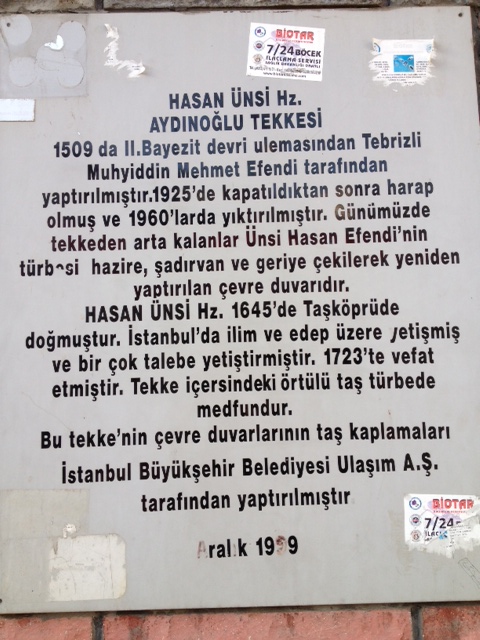 BİOTAR
7/24 BÖCEK
İLAÇLAMA SERVİSİ
HASAN ÜNSİ Hz.
AYDINOĞLU TEKKESİ
1509 da II.Bayezit devri ulemasından Tebrizli
Muhyiddin Mehmet Efendi tarafından
yaptırılmıştır.1925'de kapatıldıktan sonra harap
olmuş ve 1960'larda yıktırılmıştır. Günümüzde
tekkeden arta kalanlar Ünsi Hasan Efendi'nin
türbesi hazire, şadırvan ve geriye çekilerek yeniden
yaptırılan çevre duvarıdır.
HASAN ÜNSİ Hz. 1645'de Taşköprüde
doğmuştur. İstanbul'da ilim ve edep üzere yetişmiş
ve bir çok talebe yetiştirmiştir. 1723'te vefat
etmiştir. Tekke içersindeki örtülü taş türbede
medfundur.
Bu tekke'nin çevre duvarlarının taş kaplamaları
İstanbul Büyükşehir Belediyesi Ulaşım A.Ş.
tarafından yaptırılmıştır
Aralık 1999
BİOTAR
7/24